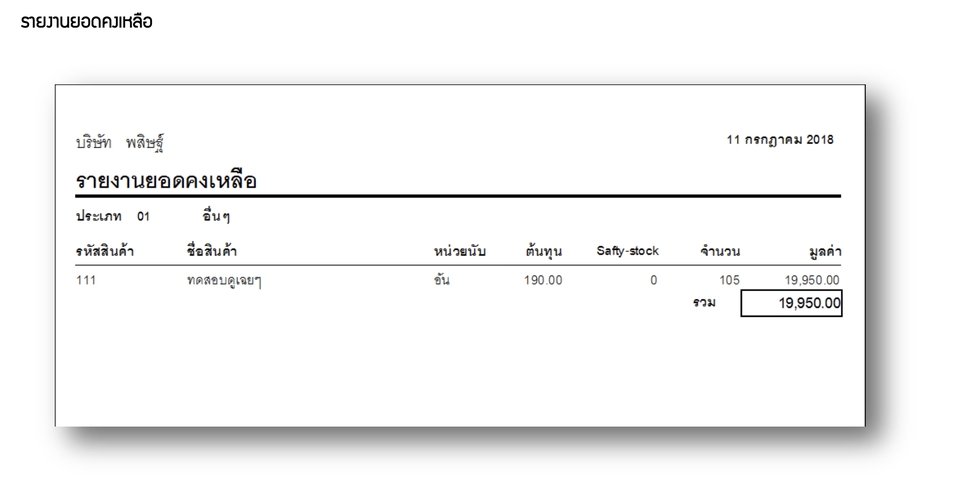 รายงานยอดคงเหลือ
บริษัท พสิษฐ์ 11 กรกฎาคม 2018
รายงานยอดคงเหลือ
ประเภท 01 อื่นๆ
รหัสสินค้า ชื่อสินค้า หน่วยนับ ต้นทุน Safty-stock จำนวน มูลค่า
111 ทดสอบดูเฉยๆ อัน 190.00 0 105 19,950.00
รวม 19,950.00